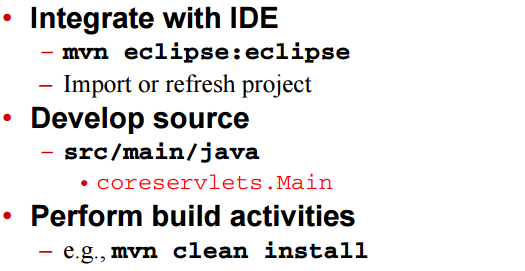 • Integrate with IDE
– mvn eclipse:eclipse
– Import or refresh project
• Develop source
– src/main/java
• coreservlets.Main
• Perform build activities
– e.g., mvn clean install